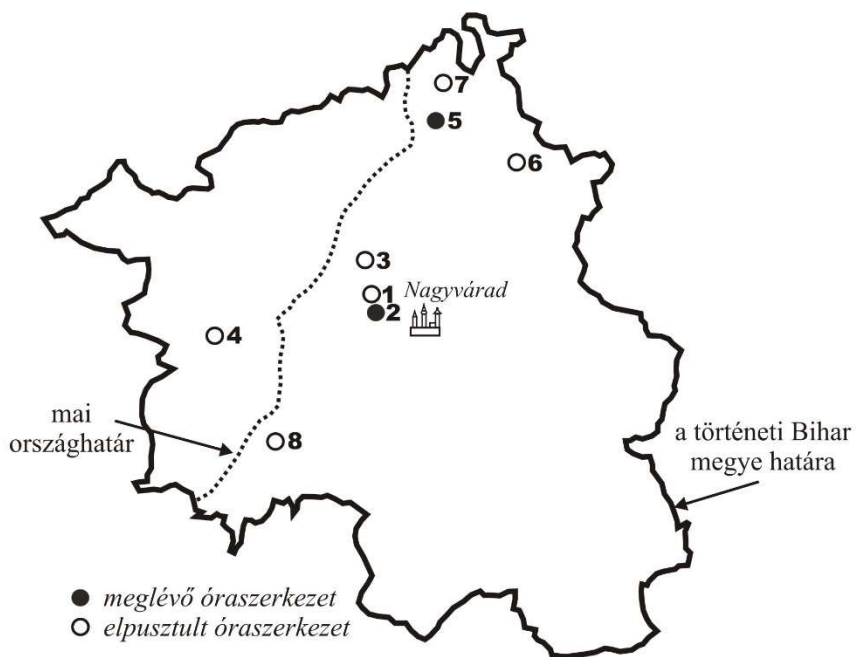 7
5
6
3
1 Nagyvárad
2
4
mai
országhatár
8
a történeti Bihar
megye határa
meglévő óraszerkezet
elpusztult óraszerkezet